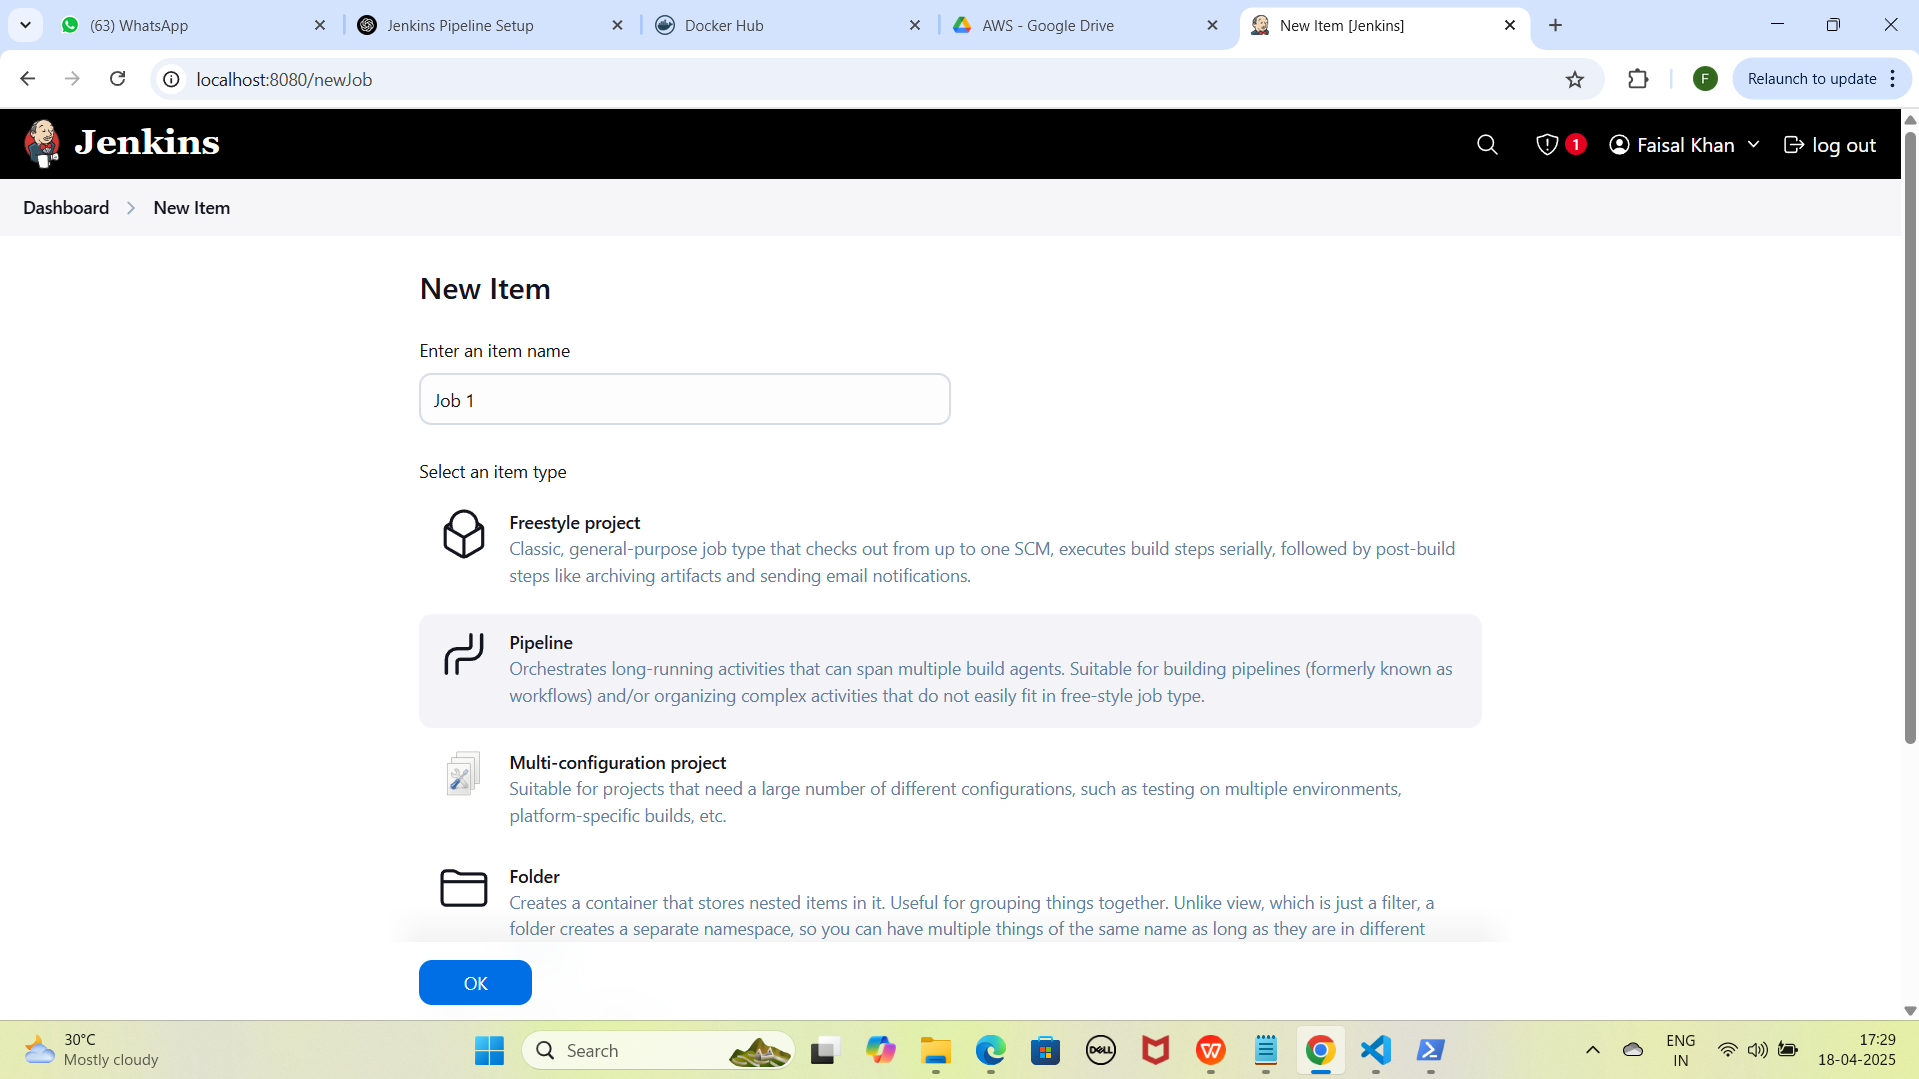 (63) WhatsApp
Jenkins Pipeline Setup
Docker Hub
AWS - Google Drive
New Item [Jenkins]
localhost:8080/newJob
F
Relaunch to update
Jenkins
1
Faisal Khan
log out
Dashboard
New Item
New Item
Enter an item name
Job 1
Select an item type
Freestyle project
Classic, general-purpose job type that checks out from up to one SCM, executes build steps serially, followed by post-build
steps like archiving artifacts and sending email notifications.
Pipeline
Orchestrates long-running activities that can span multiple build agents. Suitable for building pipelines (formerly known as
workflows) and/or organizing complex activities that do not easily fit in free-style job type.
Multi-configuration project
Suitable for projects that need a large number of different configurations, such as testing on multiple environments,
platform-specific builds, etc.
Folder
Creates a container that stores nested items in it. Useful for grouping things together. Unlike view, which is just a filter, a
folder creates a separate namespace, so you can have multiple things of the same name as long as they are in different
OK
30°C
Mostly cloudy
Search
DELL
ENG
IN
17:29
18-04-2025